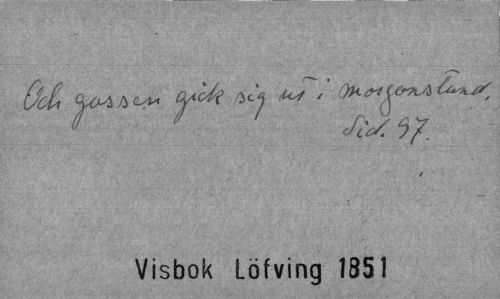 Och gossen gick sig ut i morgonstund.
Sid. 97.
Visbok Löfving 1851